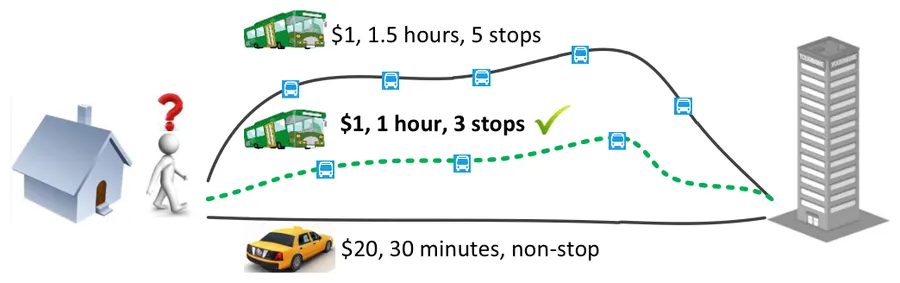 $1, 1.5 hours, 5 stops
?
$1, 1 hour, 3 stops
$20, 30 minutes, non-stop